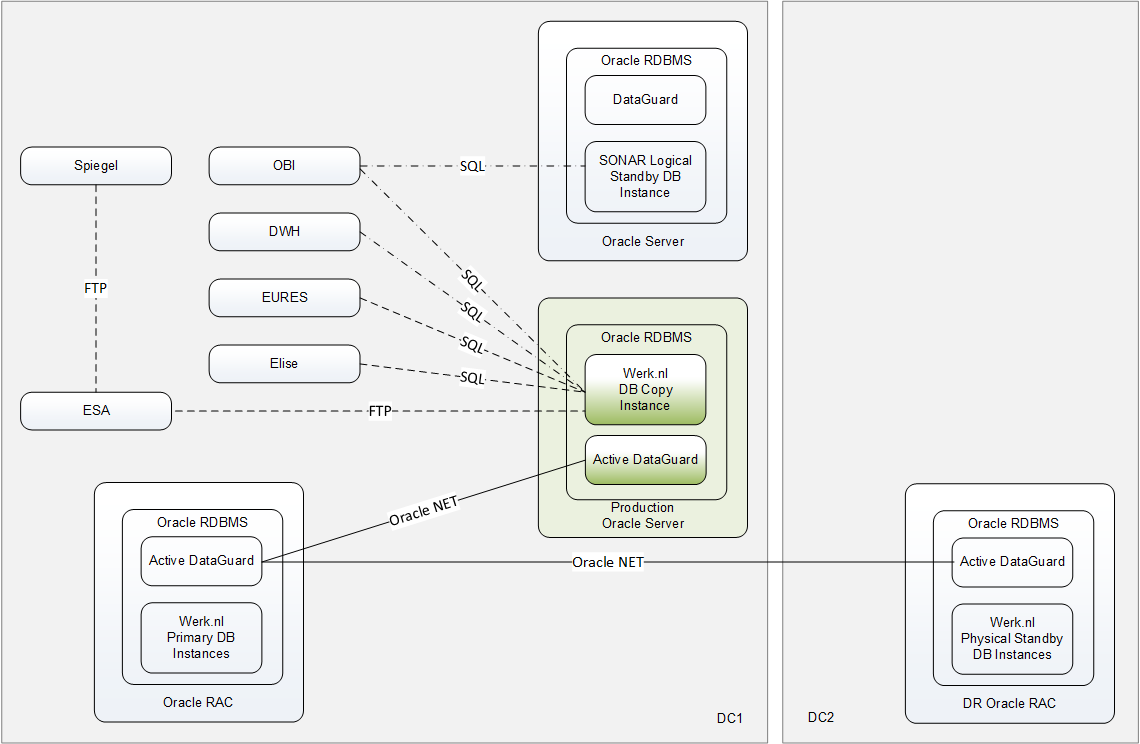 Oracle RDBMS
DataGuard
SONAR Logical
Standby DB
Instance
Oracle Server
Spiegel
OBI
SQL
DWH
FTP
EURES
SQL
SQL
SQL
Elise
SQL
ESA
FTP
Oracle RDBMS
Werk.nl
DB Copy
Instance
Active DataGuard
Production
Oracle Server
Oracle NET
Oracle NET
Oracle RDBMS
Active DataGuard
Werk.nl
Primary DB
Instances
Oracle RAC
DC1
DC2
Oracle RDBMS
Active DataGuard
Werk.nl
Physical Standby
DB Instances
DR Oracle RAC